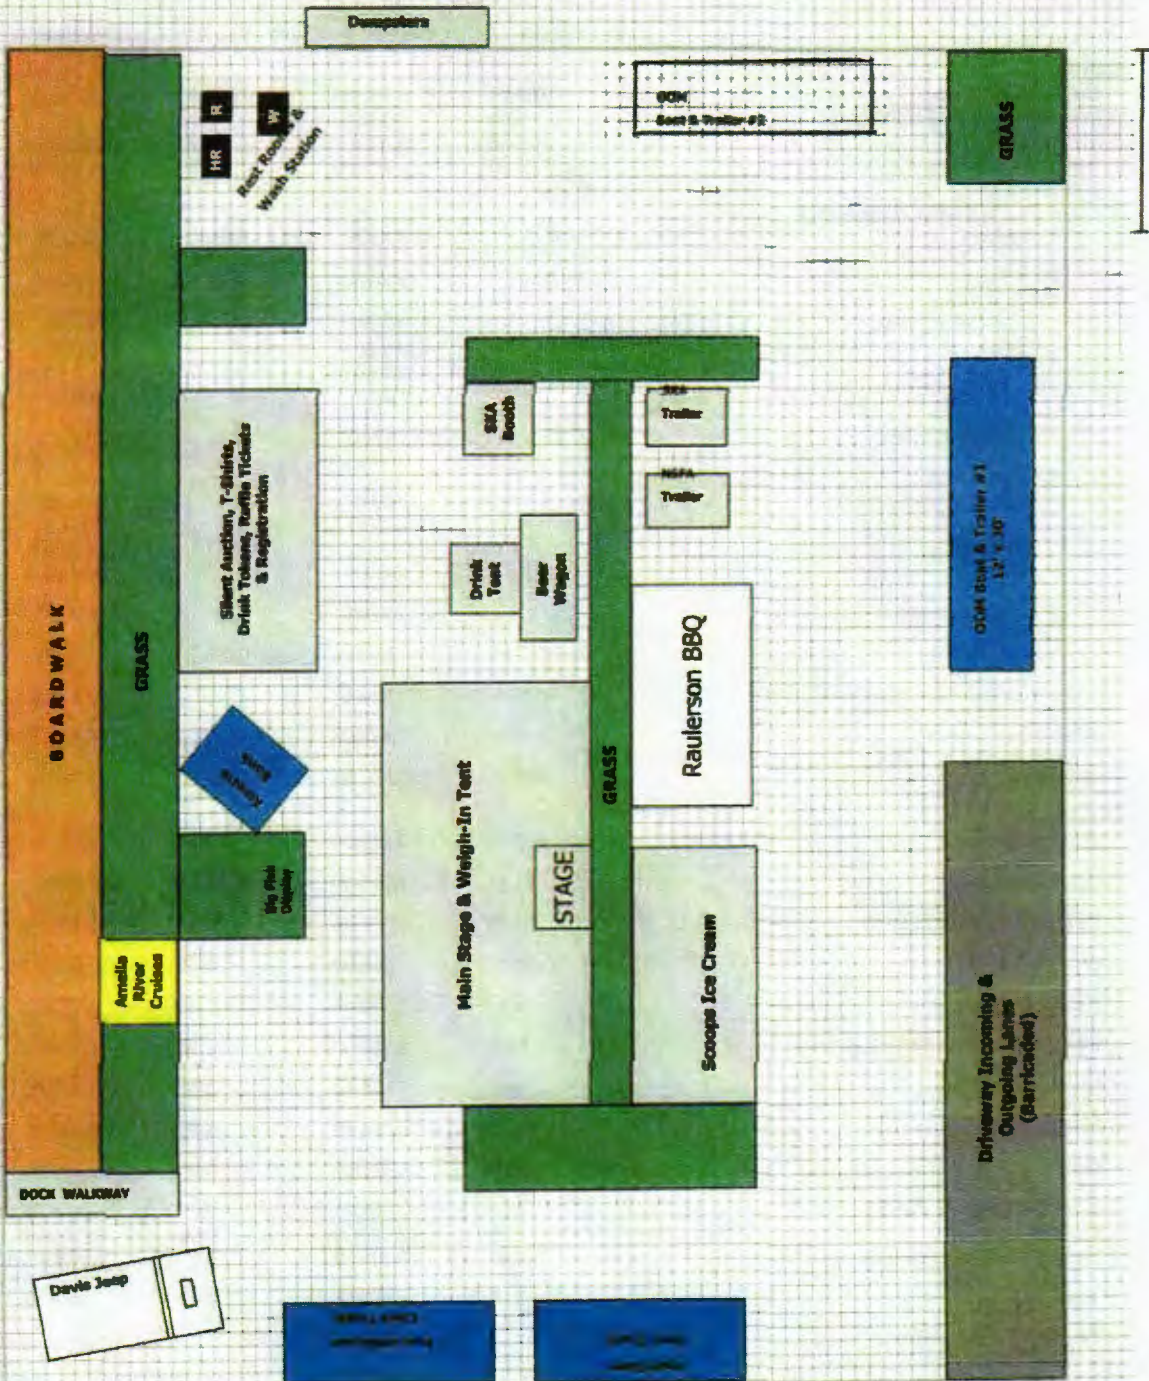 Dumpsters
R
W
HR
Rest Rooms &
Wash Station
Boat & Trailer #2
GRASS
SKA
Booth
Trailer
NSFA
Trailer
Silent Auction, T-Shirts,
Drink Tokens, Raffle Tickets
& Registration
Drink
Tent
Beer
Wagon
Boat & Trailer #1
12' x 30'
BOARDWALK
GRASS
Raulerson BBQ
GRASS
Bank
Main Stage & Weigh-In Tent
STAGE
Big Fish
Display
Amelia
River
Cruises
Scoops Ice Cream
Driveway Incoming &
Outgoing Lanes
(Barricaded)
DOCK WALKWAY
Davis Jeep